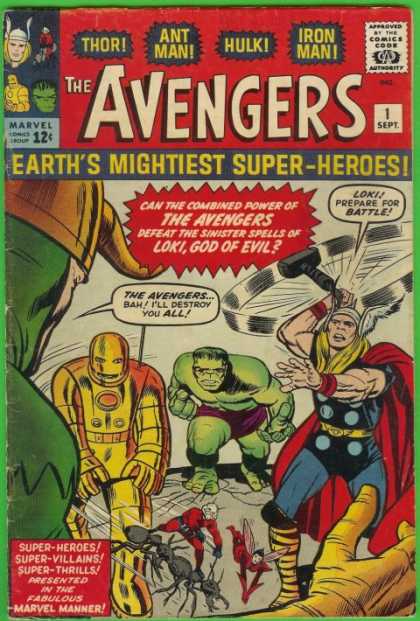 THOR!
ANT
MAN!
HULK!
IRON
MAN!
APPROVED
BY THE
COMICS
CODE
CA
AUTHORITY
THE AVENGERS
IND.
1
SEPT.
MARVEL
COMICS
GROUP
12¢
EARTH'S MIGHTIEST SUPER-HEROES!
CAN THE COMBINED POWER OF
THE AVENGERS
DEFEAT THE SINISTER SPELLS OF
LOKI, GOD OF EVIL?
LOKI!
PREPARE FOR
BATTLE!
THE AVENGERS...
BAH! I'LL DESTROY
YOU ALL!
SUPER-HEROES!
SUPER-VILLAINS!
SUPER-THRILLS!
PRESENTED
IN THE
FABULOUS
MARVEL MANNER!